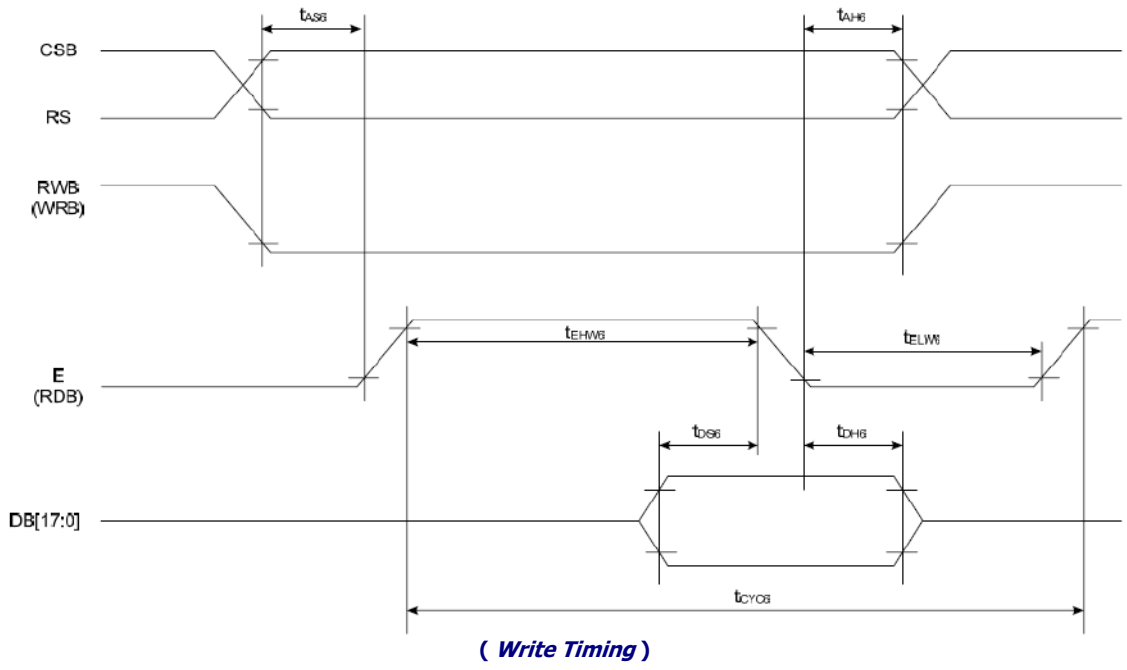 tAS6
tAH6
CSB
RS
RWB
(WRB)
tEHW6
tELW6
E
(RDB)
tDS6
tDH6
DB[17:0]
tCYC6
( Write Timing )